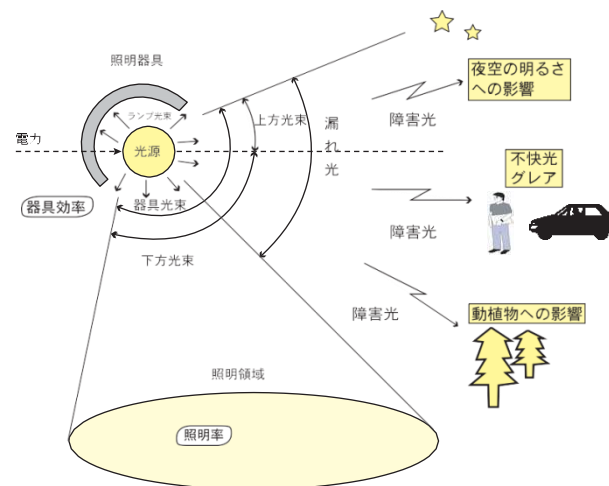 照明器具
夜空の明るさ
への影響
ランプ光束
上方光束
漏れ光
障害光
電力
光源
不快光
グレア
器具効率
器具光束
障害光
下方光束
障害光
動植物への影響
照明領域
照明率